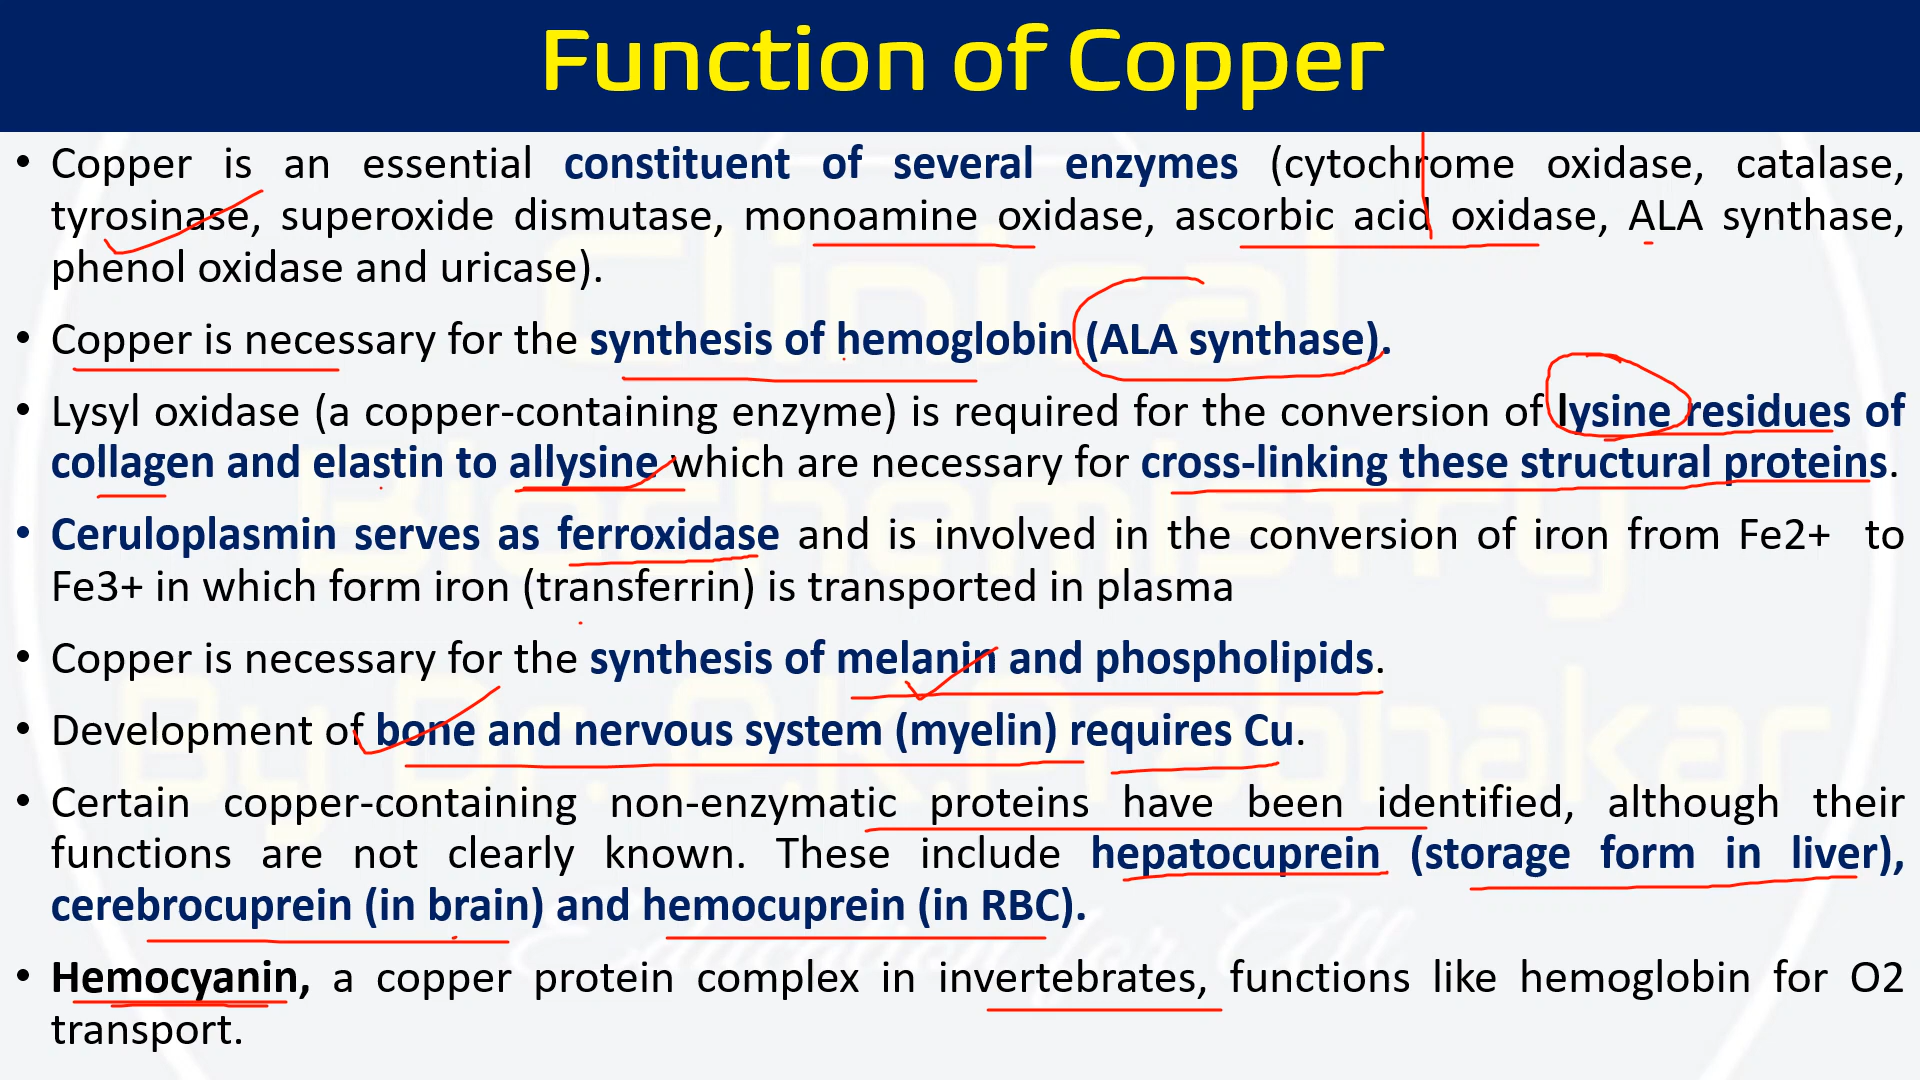 Function of Copper
• Copper is an essential constituent of several enzymes (cytochrome oxidase, catalase,
tyrosinase, superoxide dismutase, monoamine oxidase, ascorbic acid oxidase, ALA synthase,
phenol oxidase and uricase).
• Copper is necessary for the synthesis of hemoglobin (ALA synthase).
• Lysyl oxidase (a copper-containing enzyme) is required for the conversion of lysine residues of
collagen and elastin to allysine which are necessary for cross-linking these structural proteins.
• Ceruloplasmin serves as ferroxidase and is involved in the conversion of iron from Fe2+ to
Fe3+ in which form iron (transferrin) is transported in plasma
• Copper is necessary for the synthesis of melanin and phospholipids.
• Development of bone and nervous system (myelin) requires Cu.
• Certain copper-containing non-enzymatic proteins have been identified, although their
functions are not clearly known. These include hepatocuprein (storage form in liver),
cerebrocuprein (in brain) and hemocuprein (in RBC).
• Hemocyanin, a copper protein complex in invertebrates, functions like hemoglobin for O2
transport.
Clinical
Biochemistry
By Dr. P.K. Prabhakar
Education for All